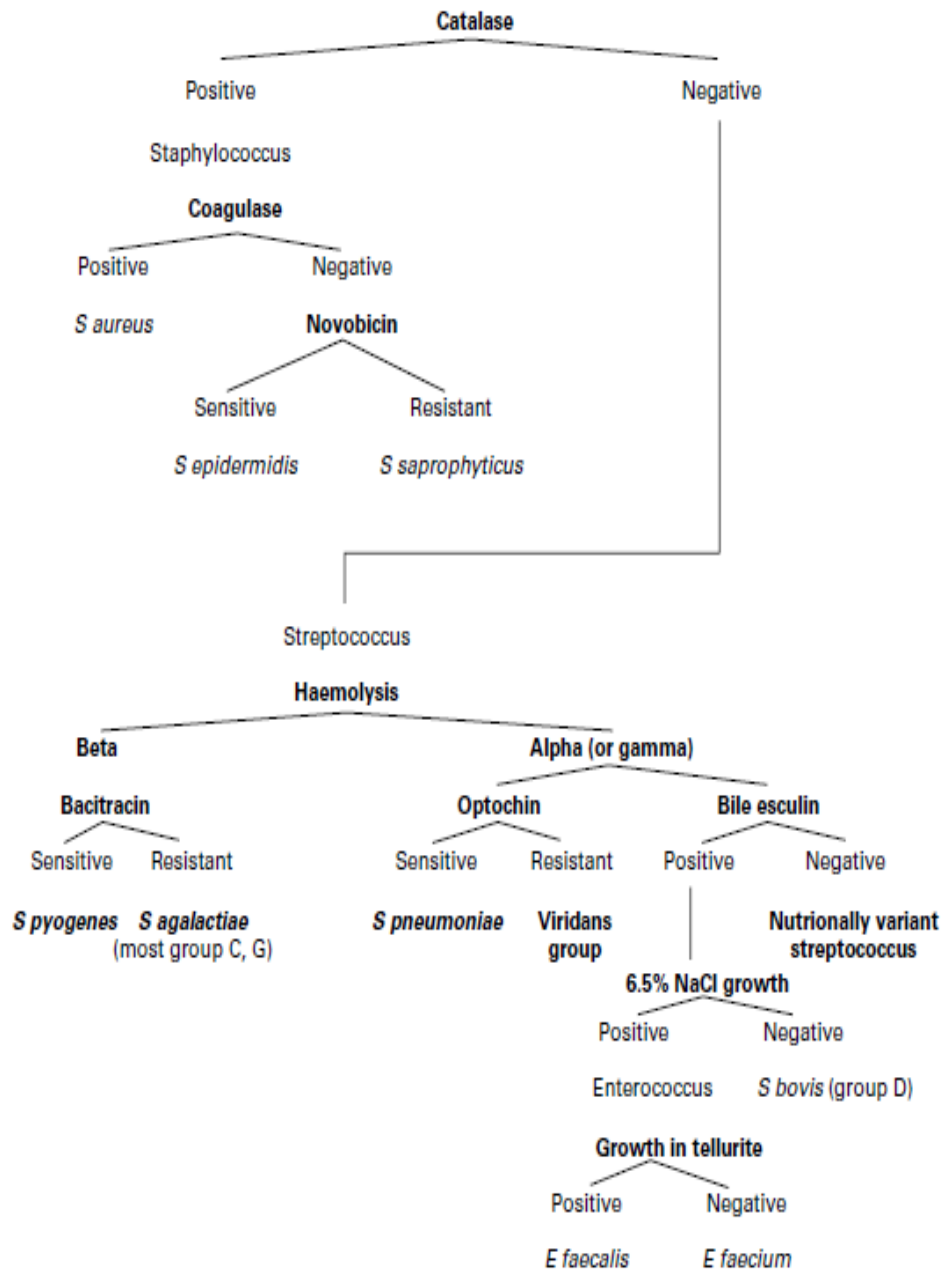 Catalase
Positive Negative
Staphylococcus
Coagulase
Positive Negative
S aureus Novobicin
Sensitive Resistant
S epidermidis S saprophyticus
Streptococcus
Haemolysis
Beta Alpha (or gamma)
Bacitracin Optochin Bile esculin
Sensitive Resistant Sensitive Resistant Positive Negative
S pyogenes S agalactiae S pneumoniae Viridans Nutrionally variant
(most group C, G) group streptococcus
6.5% NaCl growth
Positive Negative
Enterococcus S bovis (group D)
Growth in tellurite
Positive Negative
E faecalis E faecium